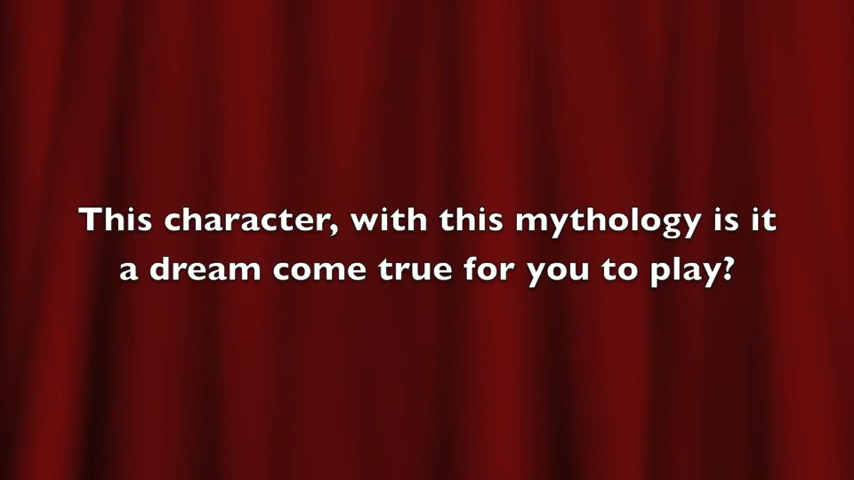 This character, with this mythology is it
a dream come true for you to play?